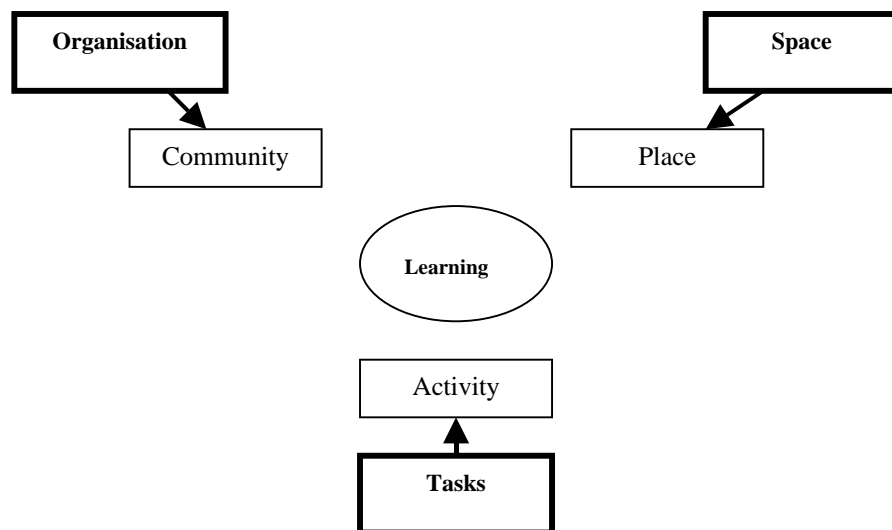 Organisation
Space
Community
Place
Learning
Activity
Tasks